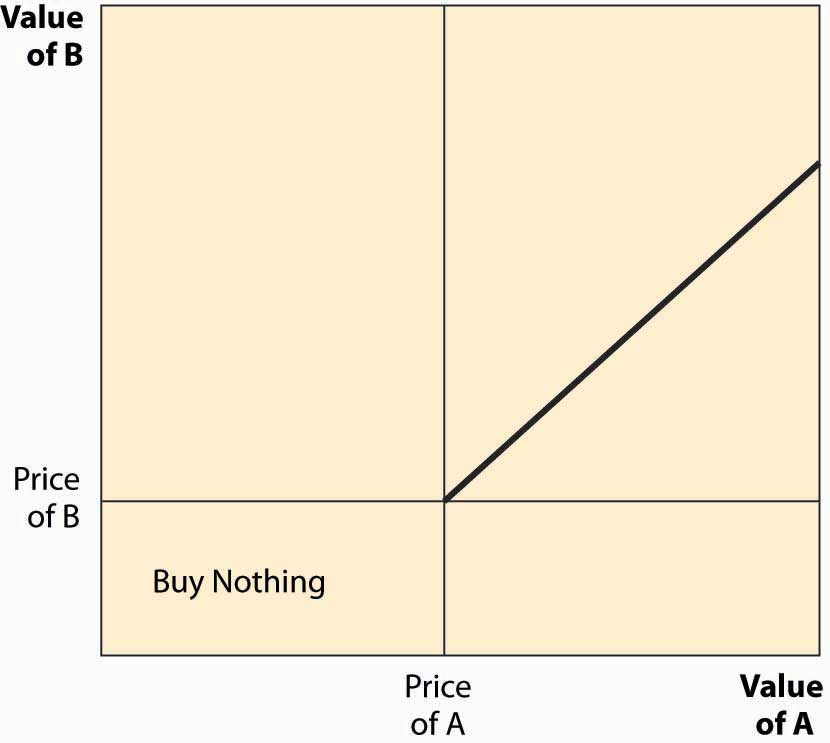 Value
of B
Price
of B
Buy Nothing
Price
of A
Value
of A